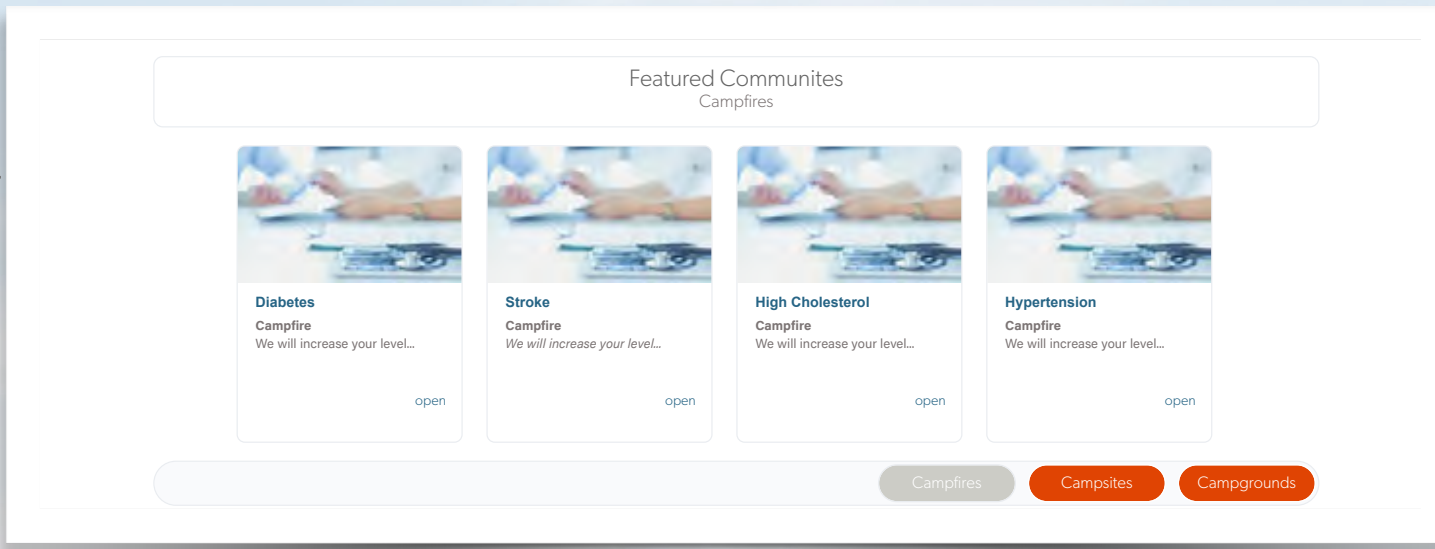 Featured Communites
Campfires
Diabetes
Campfire
We will increase your level...
open
Stroke
Campfire
We will increase your level...
open
High Cholesterol
Campfire
We will increase your level...
open
Hypertension
Campfire
We will increase your level...
open
Campfires
Campsites
Campgrounds